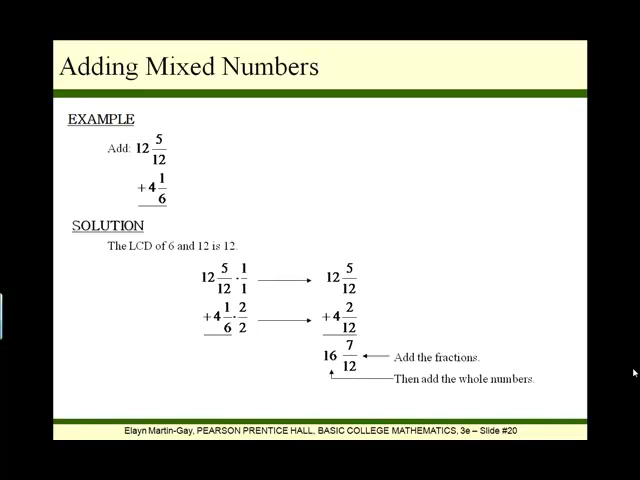 Adding Mixed Numbers
EXAMPLE
Add: 12 5/12
+ 4 1/6
SOLUTION
The LCD of 6 and 12 is 12.
12 5/12 · 1/1 → 12 5/12
+ 4 1/6 · 2/2 → + 4 2/12
16 7/12 ← Add the fractions.
Then add the whole numbers.
Elayn Martin-Gay, PEARSON PRENTICE HALL, BASIC COLLEGE MATHEMATICS, 3e – Slide #20